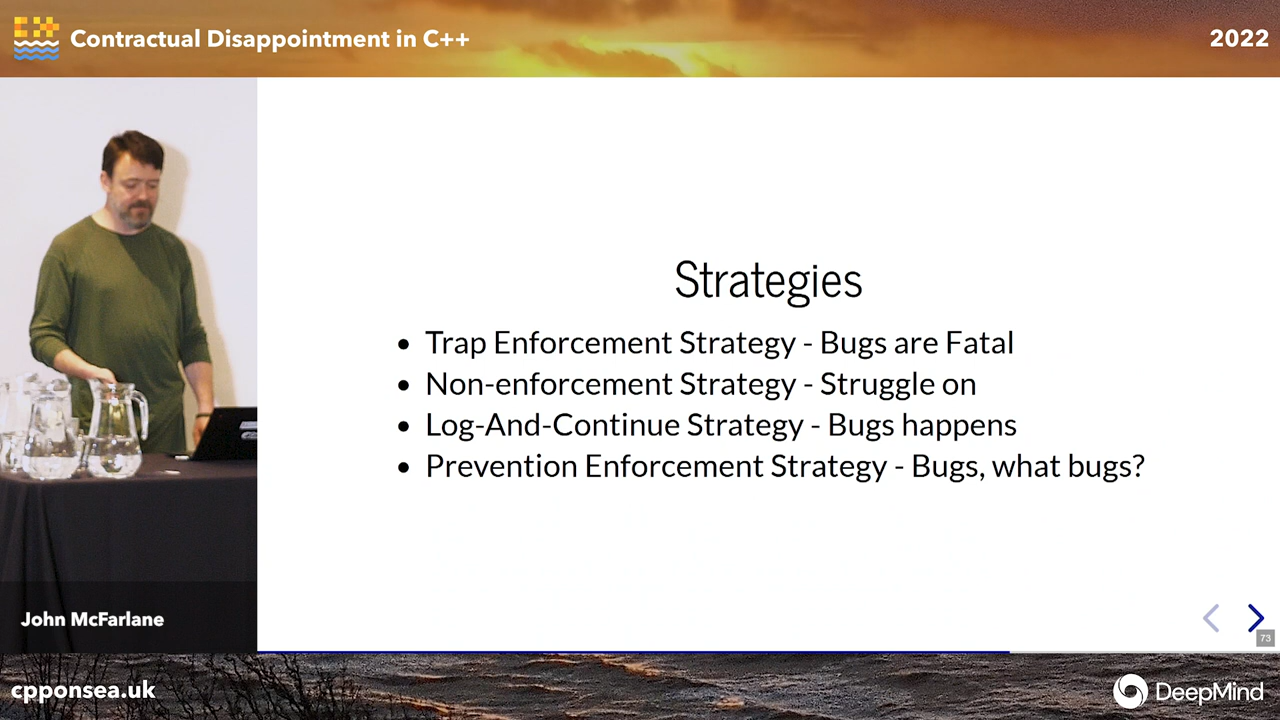 Contractual Disappointment in C++
2022
Strategies
• Trap Enforcement Strategy - Bugs are Fatal
• Non-enforcement Strategy - Struggle on
• Log-And-Continue Strategy - Bugs happens
• Prevention Enforcement Strategy - Bugs, what bugs?
John McFarlane
73
cpponsea.uk
DeepMind